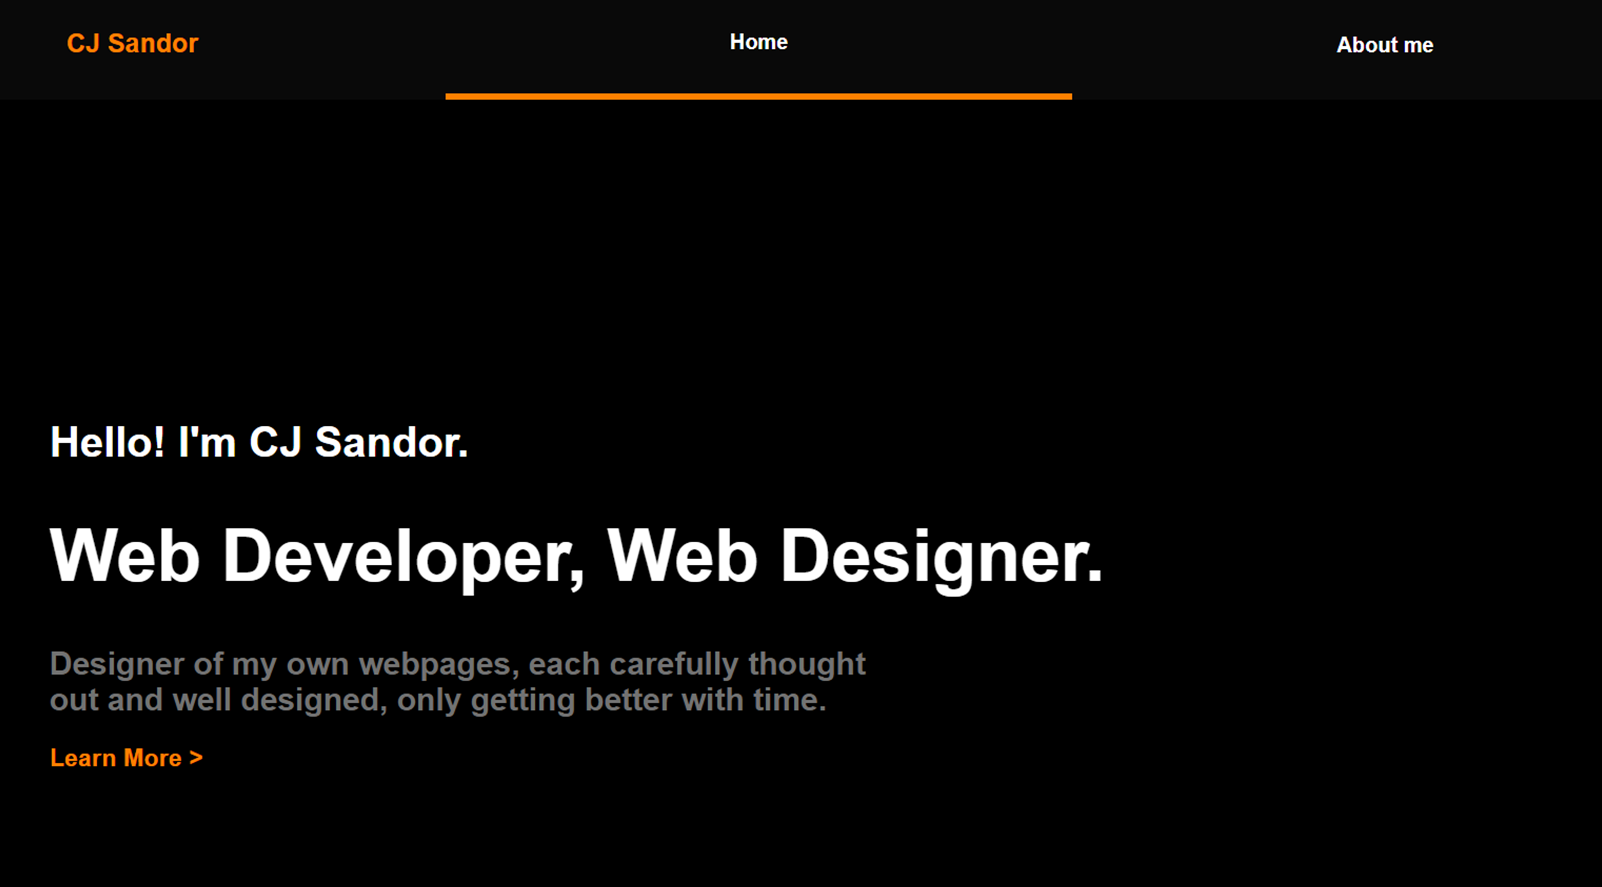 CJ Sandor
Home
About me
Hello! I'm CJ Sandor.
Web Developer, Web Designer.
Designer of my own webpages, each carefully thought
out and well designed, only getting better with time.
Learn More >